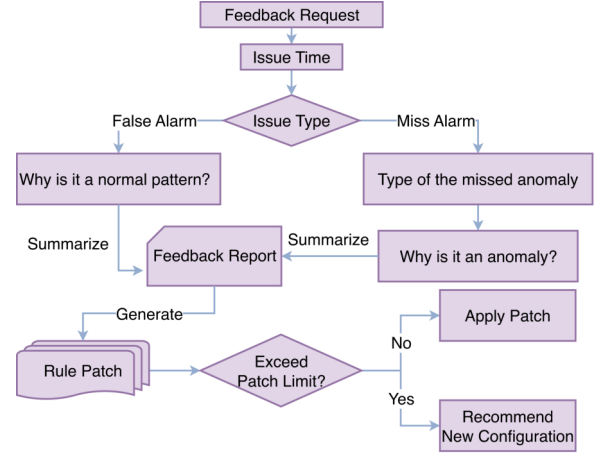 Feedback Request
Issue Time
Issue Type
False Alarm
Miss Alarm
Why is it a normal pattern?
Type of the missed anomaly
Summarize
Feedback Report
Summarize
Why is it an anomaly?
Generate
Apply Patch
No
Rule Patch
Exceed
Patch Limit?
Yes
Recommend
New Configuration